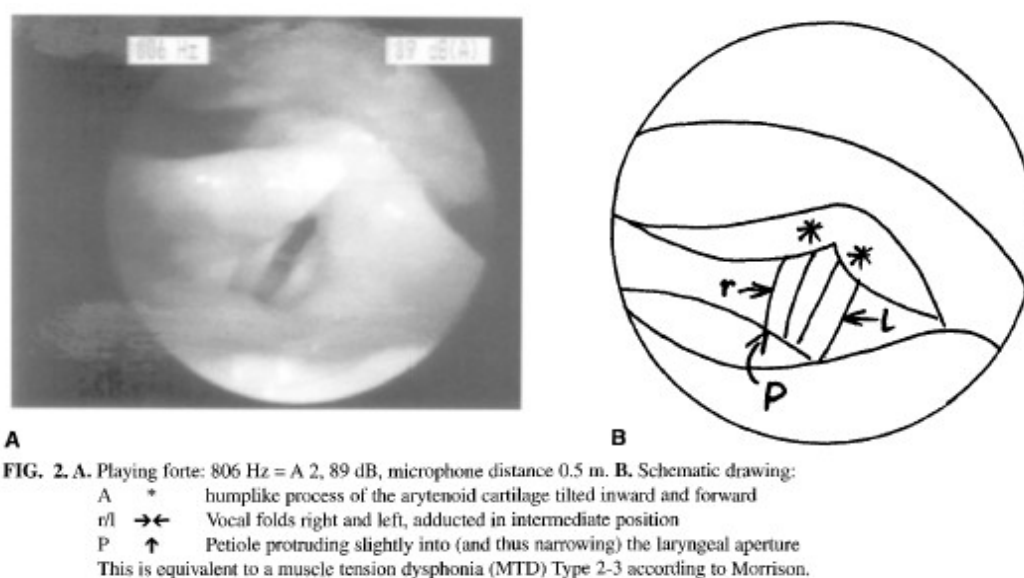 806 Hz 89 dB(A)
r L
P
A B
FIG. 2. A. Playing forte: 806 Hz = A 2, 89 dB, microphone distance 0.5 m. B. Schematic drawing:
A * humplike process of the arytenoid cartilage tilted inward and forward
r/l →← Vocal folds right and left, adducted in intermediate position
P ↑ Petiole protruding slightly into (and thus narrowing) the laryngeal aperture
This is equivalent to a muscle tension dysphonia (MTD) Type 2-3 according to Morrison.